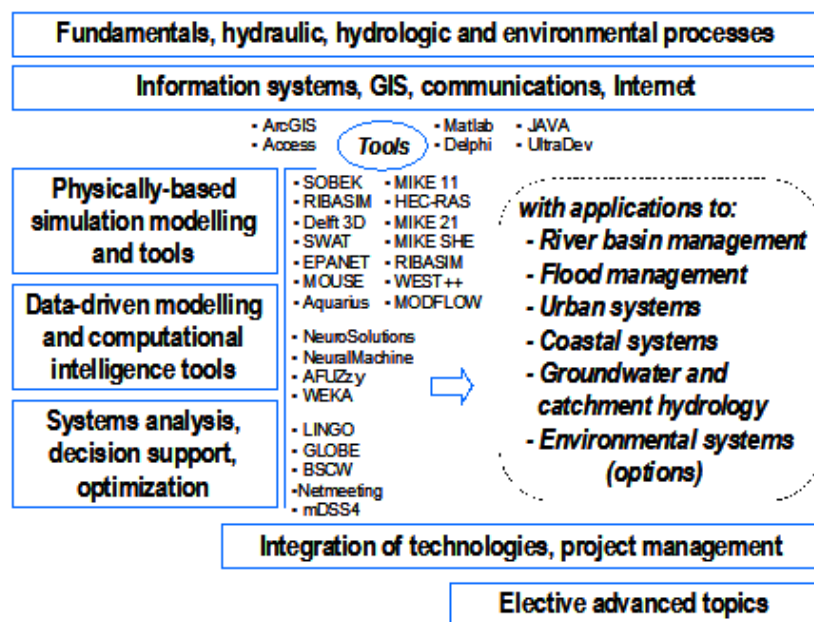 Fundamentals, hydraulic, hydrologic and environmental processes
Information systems, GIS, communications, Internet
- ArcGIS
- Access
Tools
- Matlab
- Delphi
- JAVA
- UltraDev
Physically-based
simulation modelling
and tools
Data-driven modelling
and computational
intelligence tools
Systems analysis,
decision support,
optimization
- SOBEK
- RIBASIM
- Delft 3D
- SWAT
- EPANET
- MOUSE
- Aquarius
- MIKE 11
- HEC-RAS
- MIKE 21
- MIKE SHE
- RIBASIM
- WEST++
- MODFLOW
- NeuroSolutions
- NeuralMachine
- AFUZzy
- WEKA
- LINGO
- GLOBE
- BSCW
-Netmeeting
- mDSS4
with applications to:
- River basin management
- Flood management
- Urban systems
- Coastal systems
- Groundwater and
catchment hydrology
- Environmental systems
(options)
Integration of technologies, project management
Elective advanced topics